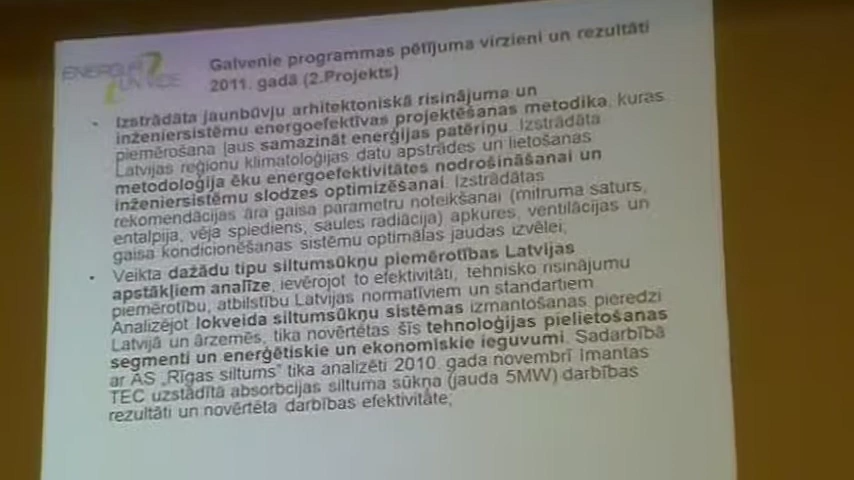 ENERĢIJA
UN VIDE
Galvenie programmas pētījuma virzieni un rezultāti
2011. gadā (2.Projekts)
• Izstrādāta jaunbūvju arhitektoniskā risinājuma un
inženiersistēmu energoefektīvas projektēšanas metodika, kuras
piemērošana ļaus samazināt enerģijas patēriņu. Izstrādāta
Latvijas reģionu klimatoloģijas datu apstrādes un lietošanas
metodoloģija ēku energoefektivitātes nodrošināšanai un
inženiersistēmu slodzes optimizēšanai. Izstrādātas
rekomendācijas āra gaisa parametru noteikšanai (mitruma saturs,
entalpija, vēja spiediens, saules radiācija) apkures, ventilācijas un
gaisa kondicionēšanas sistēmu optimālas jaudas izvēlei;
• Veikta dažādu tipu siltumsūkņu piemērotības Latvijas
apstākļiem analīze, ievērojot to efektivitāti, tehnisko risinājumu
piemērotību, atbilstību Latvijas normatīviem un standartiem.
Analizējot lokveida siltumsūkņu sistēmas izmantošanas pieredzi
Latvijā un ārzemēs, tika novērtētas šīs tehnoloģijas pielietošanas
segmenti un enerģētiskie un ekonomiskie ieguvumi. Sadarbībā
ar AS „Rīgas siltums" tika analizēti 2010. gada novembrī Imantas
TEC uzstādītā absorbcijas siltuma sūkņa (jauda 5MW) darbības
rezultāti un novērtēta darbības efektivitāte;